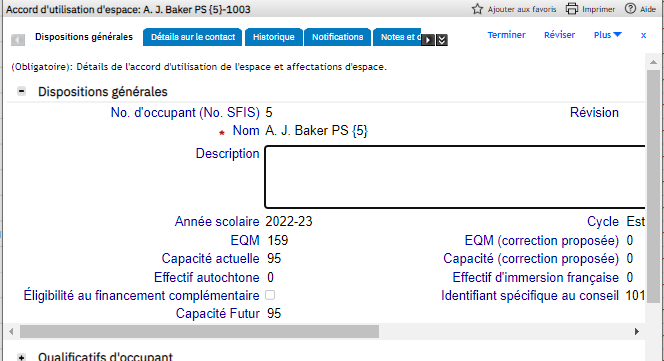 Accord d'utilisation d'espace: A. J. Baker PS {5}-1003 Ajouter aux favoris Imprimer Aide
Dispositions générales Détails sur le contact Historique Notifications Notes et Terminer Réviser Plus x
(Obligatoire): Détails de l'accord d'utilisation de l'espace et affectations d'espace.
Dispositions générales
No. d'occupant (No. SFIS) 5 Révision
* Nom A. J. Baker PS {5}
Description
Année scolaire 2022-23 Cycle Est
EQM 159 EQM (correction proposée) 0
Capacité actuelle 95 Capacité (correction proposée) 0
Effectif autochtone 0 Effectif d'immersion française 0
Éligibilité au financement complémentaire Identifiant spécifique au conseil 101
Capacité Futur 95
Qualificatifs d'occupant